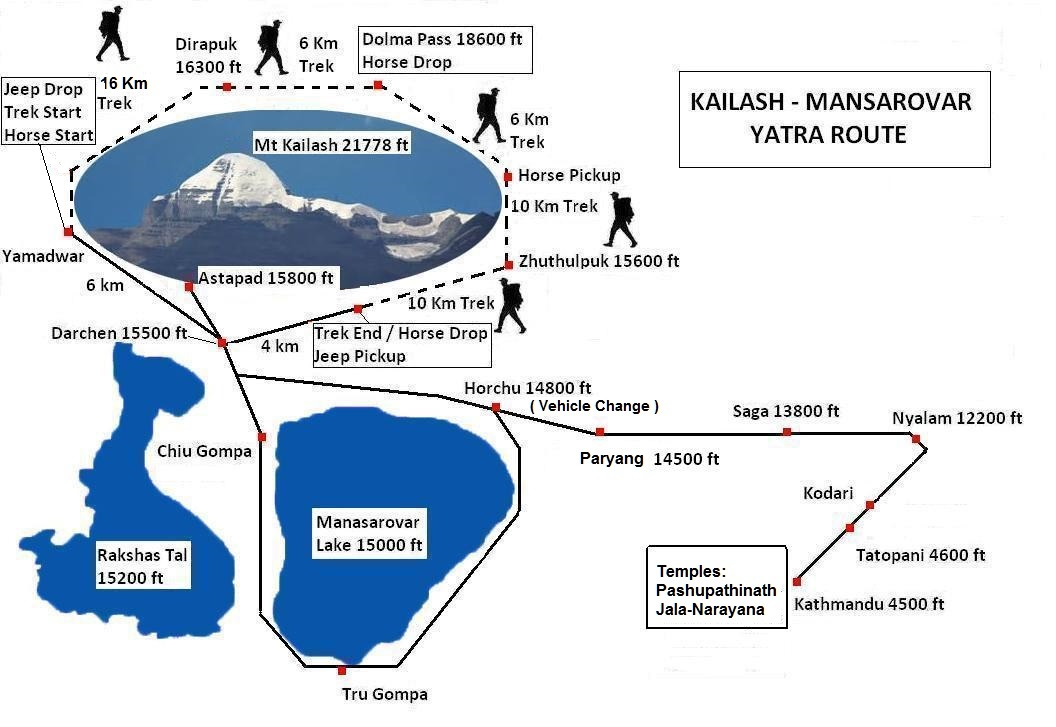 KAILASH - MANSAROVAR
YATRA ROUTE
Dirapuk
16300 ft
6 Km
Trek
Dolma Pass 18600 ft
Horse Drop
Jeep Drop
Trek Start
Horse Start
16 Km
Trek
Mt Kailash 21778 ft
6 Km
Trek
Horse Pickup
10 Km Trek
Zhuthulpuk 15600 ft
Yamadwar
6 km
Astapad 15800 ft
10 Km Trek
Darchen 15500 ft
4 km
Trek End / Horse Drop
Jeep Pickup
Horchu 14800 ft
( Vehicle Change )
Saga 13800 ft
Nyalam 12200 ft
Chiu Gompa
Paryang 14500 ft
Kodari
Manasarovar
Lake 15000 ft
Rakshas Tal
15200 ft
Tatopani 4600 ft
Temples:
Pashupathinath
Jala-Narayana
Kathmandu 4500 ft
Tru Gompa